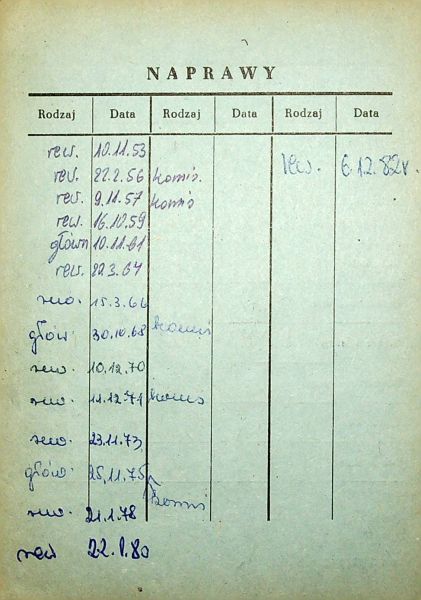 NAPRAWY
Rodzaj Data Rodzaj Data Rodzaj Data
rew. 10.11.53 rew. 6.12.82r.
rew. 22.2.56 komis.
rew. 9.11.57 komis
rew. 16.10.59
główn 10.11.61
rew. 22.3.64
rew. 15.3.66
głów. 30.10.68 komis
rew. 10.12.70
rew. 11.12.71 komis
rew. 23.11.73
głów. 25.11.75
komis
rew. 21.1.78
rew 22.1.80